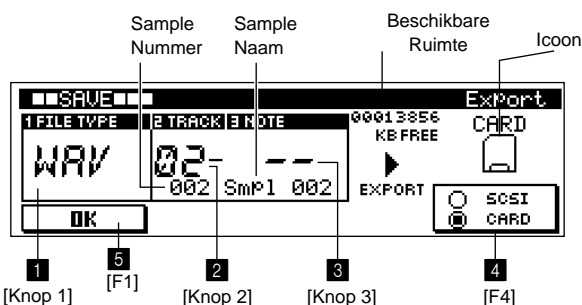 Sample Nummer
Sample Naam
Beschikbare Ruimte
Icoon
SAVE
Export
1 FILE TYPE
2 TRACK
3 NOTE
00013856 KB FREE
CARD
WAV
02-
--
002 Smpl 002
EXPORT
OK
SCSI
CARD
1
[Knop 1]
5
[F1]
2
[Knop 2]
3
[Knop 3]
4
[F4]